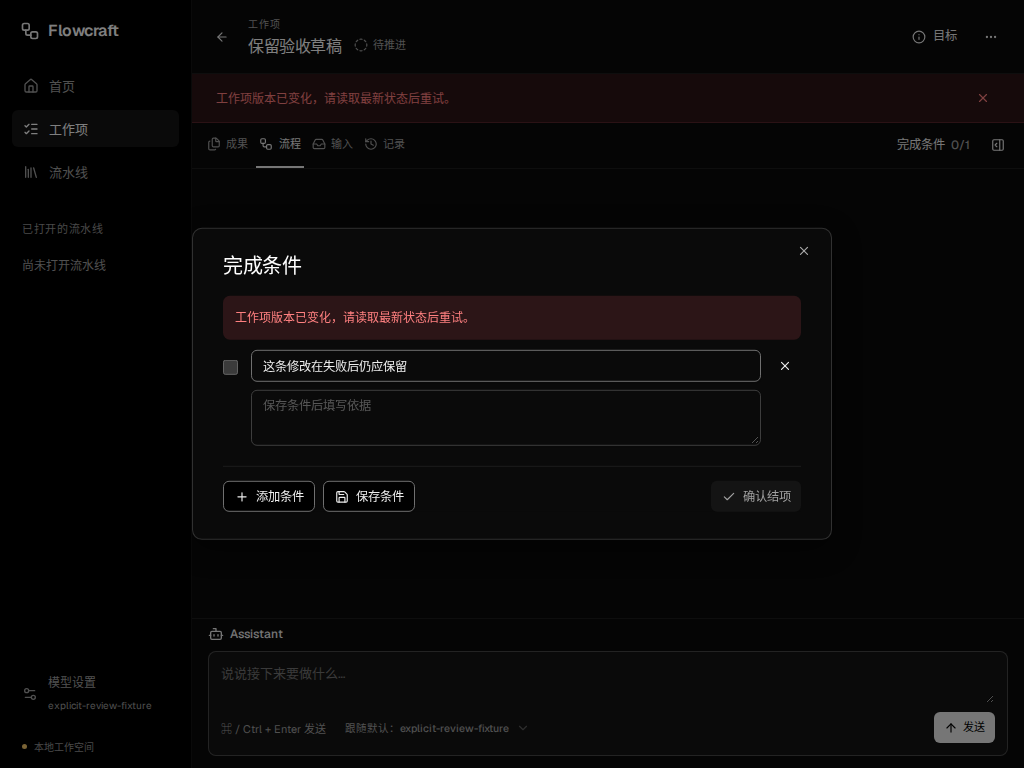 Flowcraft
首页
工作项
流水线
已打开的流水线
尚未打开流水线
模型设置
explicit-review-fixture
本地工作空间
工作项
保留验收草稿
待推进
目标
工作项版本已变化，请读取最新状态后重试。
成果
流程
输入
记录
完成条件 0/1
完成条件
工作项版本已变化，请读取最新状态后重试。
这条修改在失败后仍应保留
保存条件后填写依据
添加条件
保存条件
确认结项
Assistant
说说接下来要做什么...
⌘ / Ctrl + Enter 发送
跟随默认：explicit-review-fixture
发送